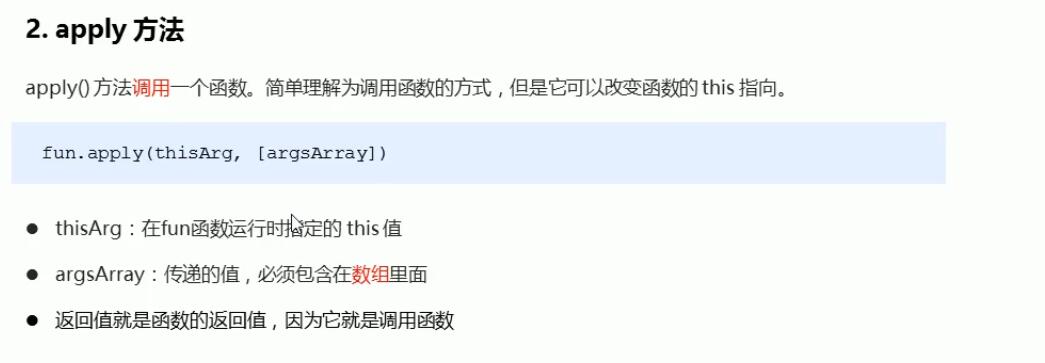 2. apply 方法
apply() 方法调用一个函数。简单理解为调用函数的方式，但是它可以改变函数的 this 指向。
fun.apply(thisArg, [argsArray])
● thisArg：在fun函数运行时指定的 this 值
● argsArray：传递的值，必须包含在数组里面
● 返回值就是函数的返回值，因为它就是调用函数